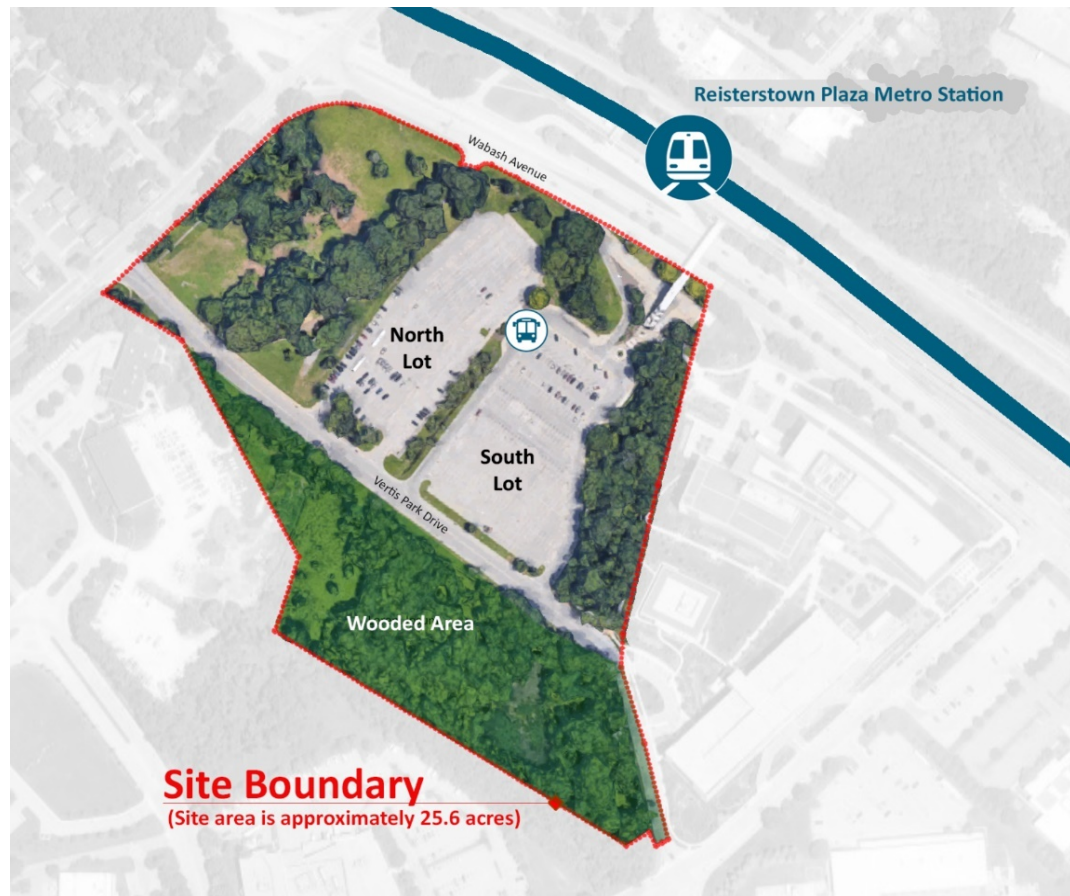 Reisterstown Plaza Metro Station
Wabash Avenue
North
Lot
South
Lot
Vertis Park Drive
Wooded Area
Site Boundary
(Site area is approximately 25.6 acres)